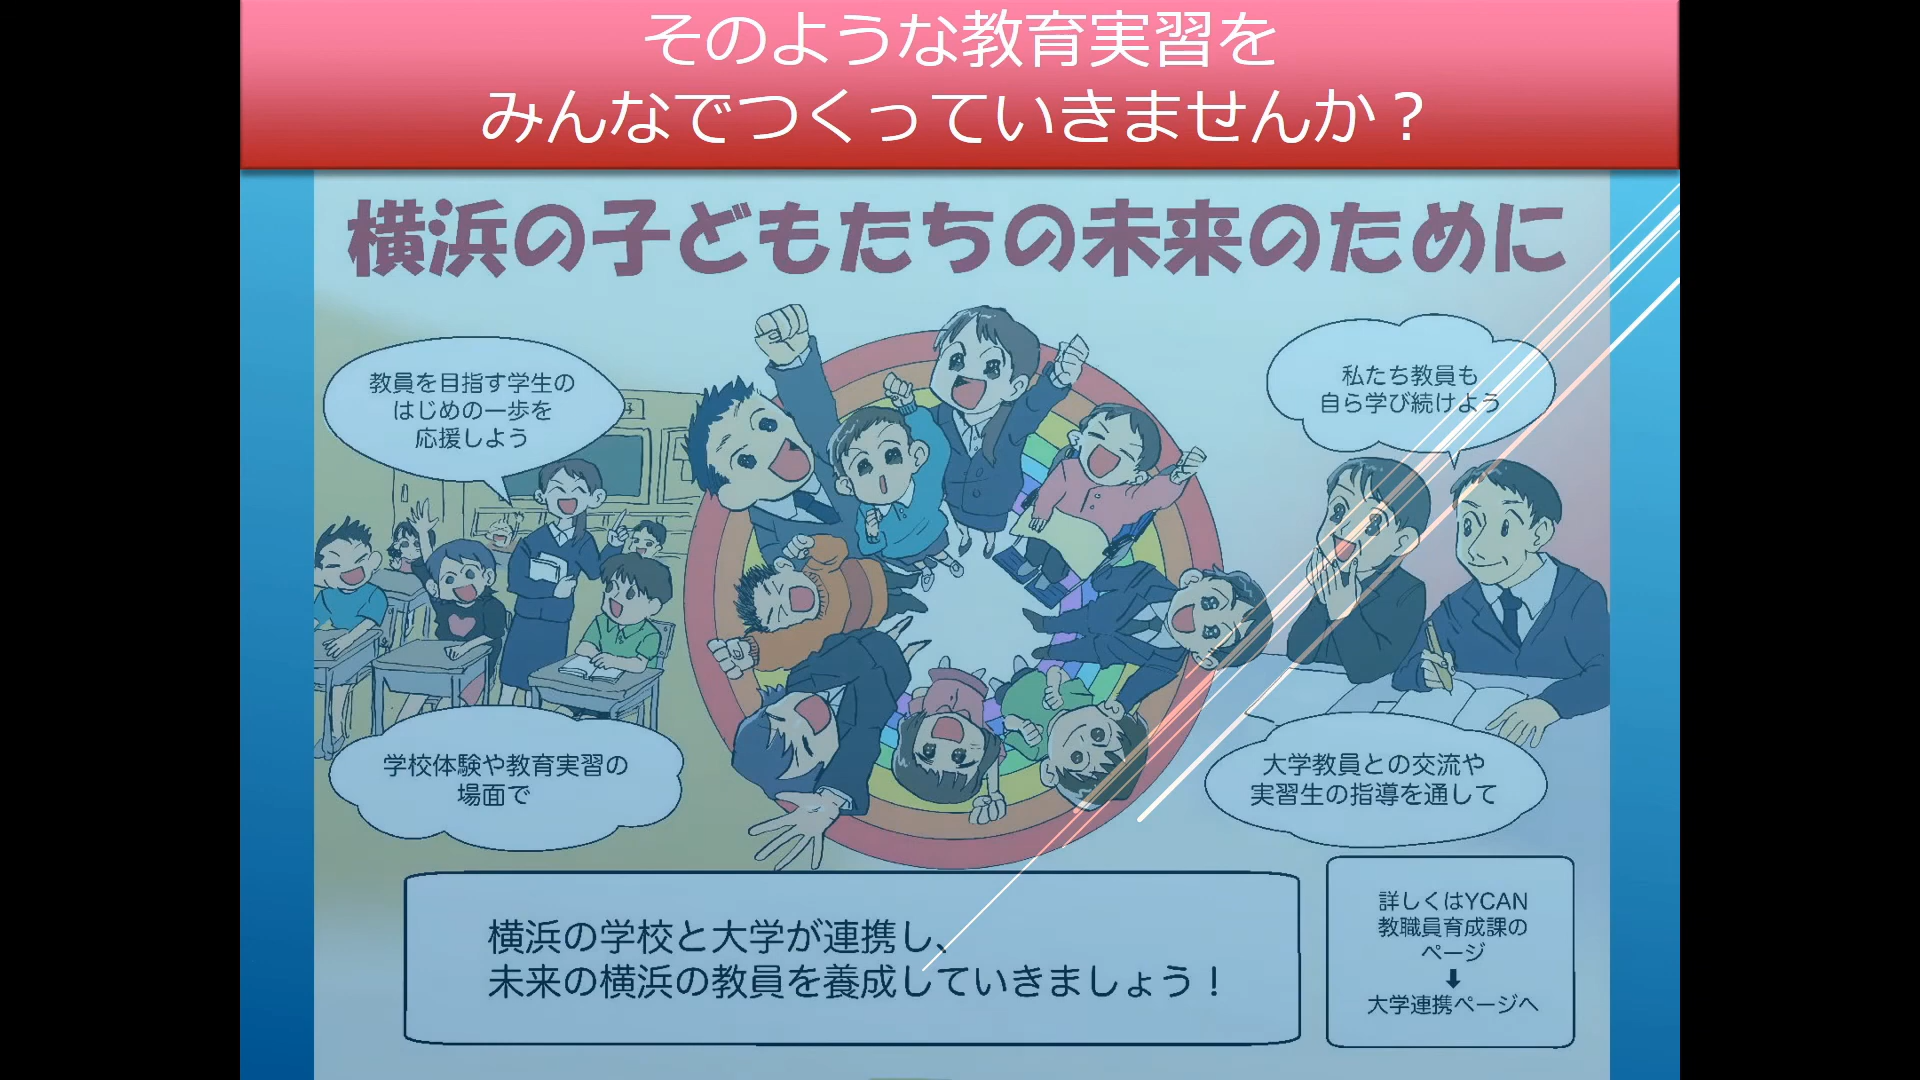 そのような教育実習を
みんなでつくっていきませんか？
横浜の子どもたちの未来のために
教員を目指す学生の
はじめの一歩を
応援しよう
私たち教員も
自ら学び続けよう
学校体験や教育実習の
場面で
大学教員との交流や
実習生の指導を通して
横浜の学校と大学が連携し、
未来の横浜の教員を養成していきましょう！
詳しくはYCAN
教職員育成課の
ページ
⬇
大学連携ページへ